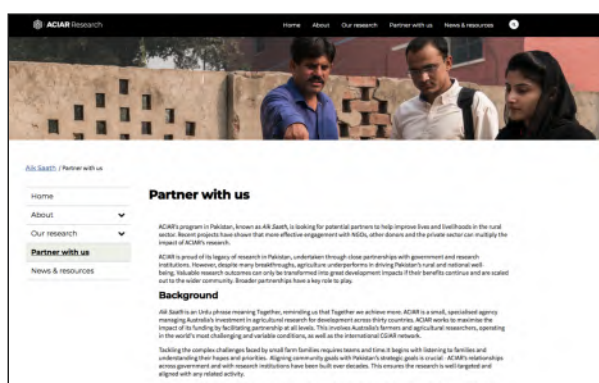 ACIAR Research
Home About Our research Partner with us News & resources
Aik Saath / Partner with us
Home
About
Our research
Partner with us
News & resources
Partner with us
ACIAR's program in Pakistan, known as Aik Saath, is looking for potential partners to help improve lives and livelihoods in the rural
sector. Recent projects have shown that more effective engagement with NGOs, other donors and the private sector can multiply the
impact of ACIAR's research.
ACIAR is proud of its legacy of research in Pakistan, undertaken through close partnerships with government and research
institutions. However, despite many breakthroughs, agriculture underperforms in driving Pakistan's rural and national well-
being. Valuable research outcomes can only be transformed into great development impacts if their benefits continue and are scaled
out to the wider community. Broader partnerships have a key role to play.
Background
Aik Saath is an Urdu phrase meaning Together, reminding us that Together we achieve more. ACIAR is a small, specialised agency
managing Australia's investment in agricultural research for development across thirty countries. ACIAR works to maximise the
impact of its funding by facilitating partnership at all levels. This involves Australia's farmers and agricultural researchers, operating
in the world's most challenging and variable conditions, as well as the international CGIAR network.
Tackling the complex challenges faced by small farm families requires teams and time. It begins with listening to families and
understanding their hopes and priorities. Aligning community goals with Pakistan's strategic goals is crucial. ACIAR's relationships
across government and with research institutions have been built over decades. This ensures the research is well-targeted and
aligned with any related activity.